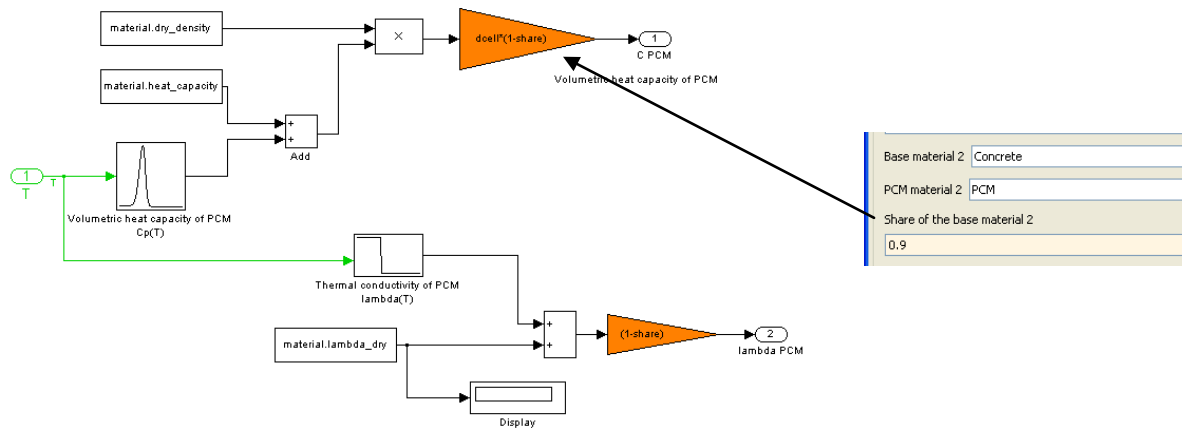 material.dry_density
×
dcell*(1-share)
1
C PCM
Volumetric heat capacity of PCM
material.heat_capacity
+
+
Add
1
T
T
Volumetric heat capacity of PCM
Cp(T)
Base material 2
Concrete
PCM material 2
PCM
Share of the base material 2
0.9
Thermal conductivity of PCM
lambda(T)
+
+
(1-share)
2
lambda PCM
material.lambda_dry
Display